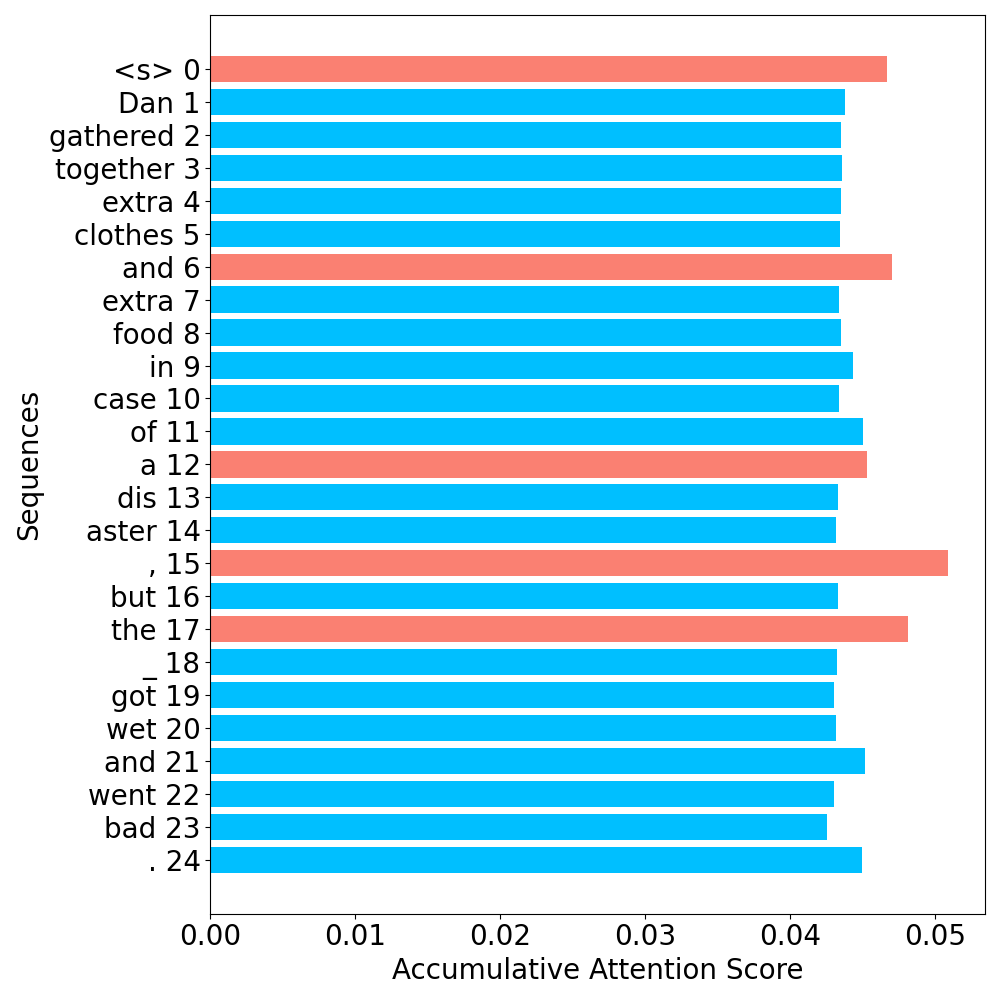 <s> 0
Dan 1
gathered 2
together 3
extra 4
clothes 5
and 6
extra 7
food 8
in 9
case 10
of 11
a 12
dis 13
aster 14
, 15
but 16
the 17
_ 18
got 19
wet 20
and 21
went 22
bad 23
. 24
Sequences
0.00 0.01 0.02 0.03 0.04 0.05
Accumulative Attention Score